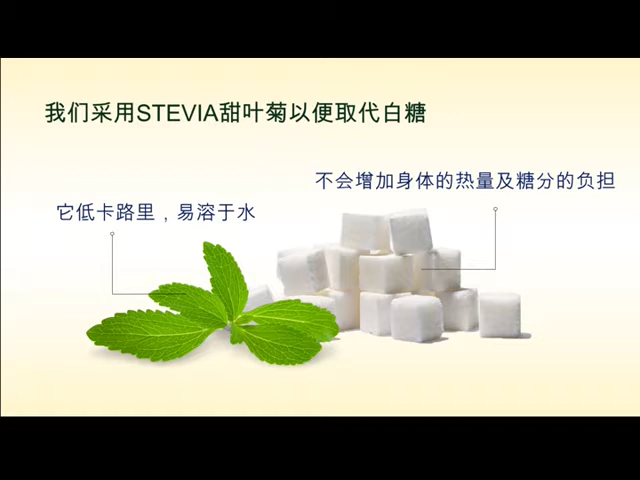 我们采用STEVIA甜叶菊以便取代白糖
不会增加身体的热量及糖分的负担
它低卡路里，易溶于水